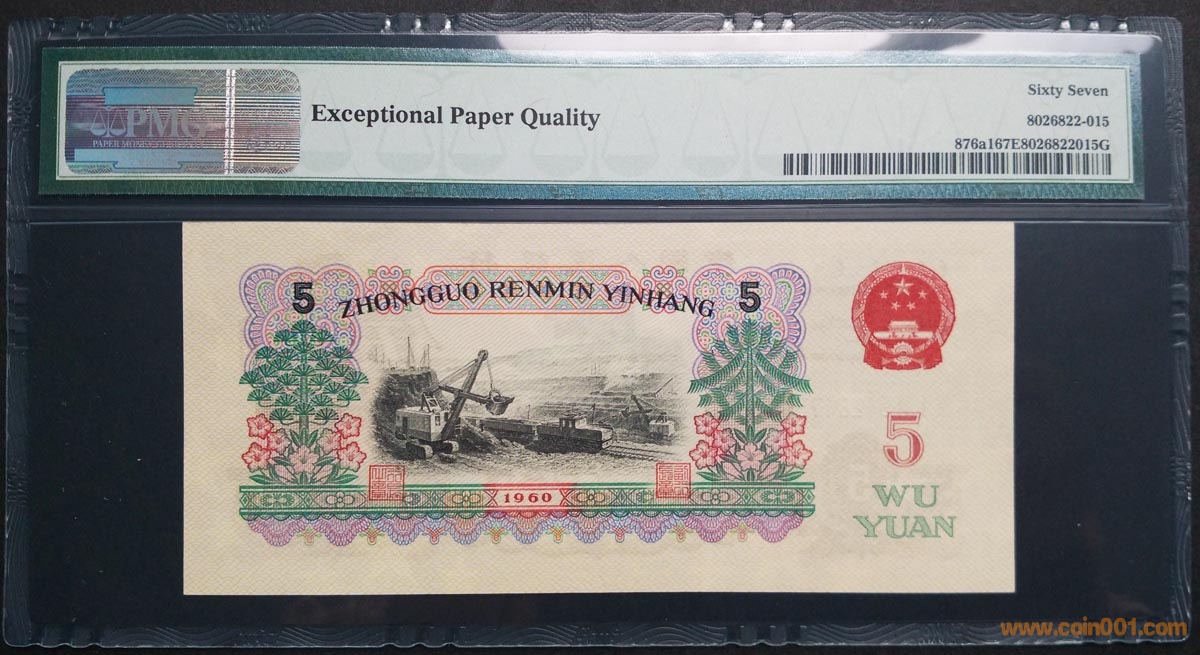 PMG
Exceptional Paper Quality
Sixty Seven
8026822-015
876a167E8026822015G
5 ZHONGGUO RENMIN YINHANG 5
1960
5
WU
YUAN
www.coin001.com